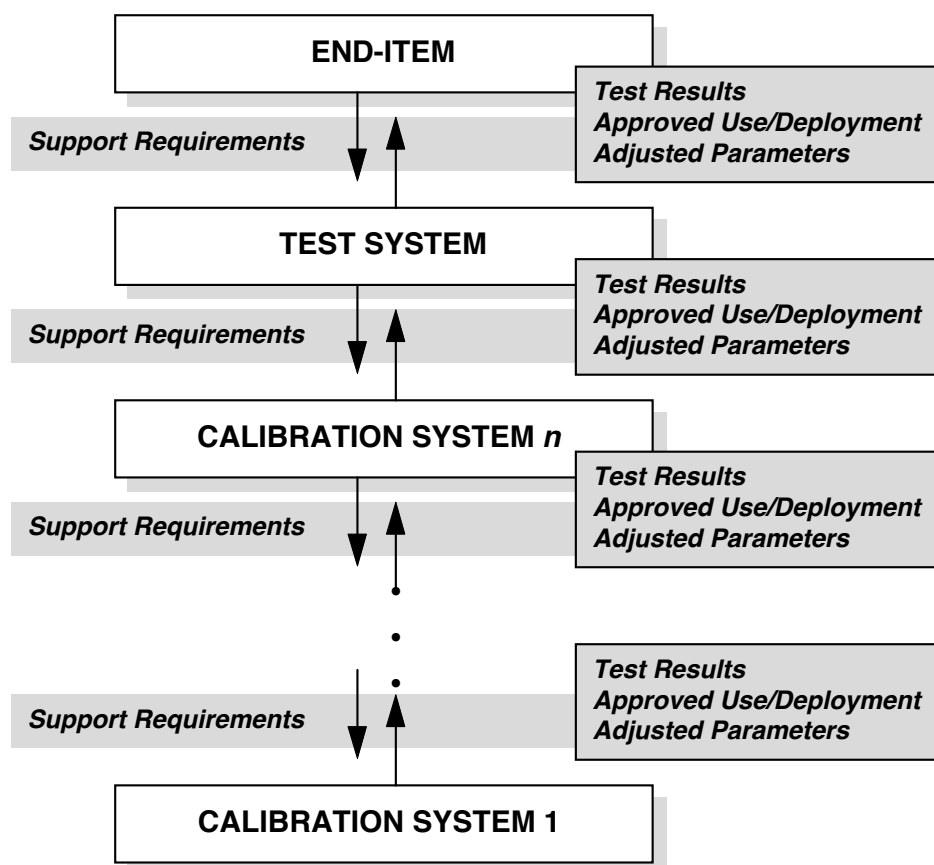 END-ITEM
Test Results
Approved Use/Deployment
Adjusted Parameters
Support Requirements
TEST SYSTEM
Test Results
Approved Use/Deployment
Adjusted Parameters
Support Requirements
CALIBRATION SYSTEM n
Test Results
Approved Use/Deployment
Adjusted Parameters
Support Requirements
Test Results
Approved Use/Deployment
Adjusted Parameters
Support Requirements
CALIBRATION SYSTEM 1